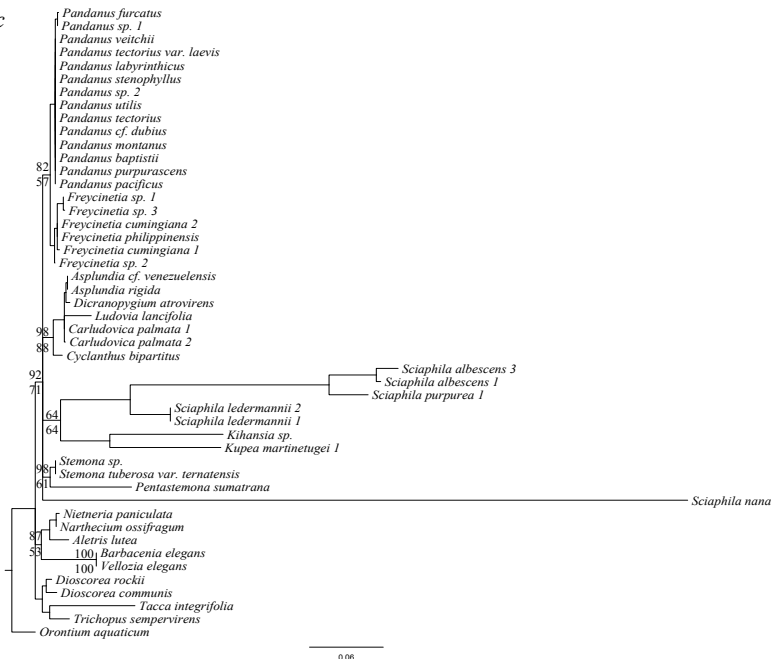 c
Pandanus furcatus
Pandanus sp. 1
Pandanus veitchii
Pandanus tectorius var. laevis
Pandanus labyrinthicus
Pandanus stenophyllus
Pandanus sp. 2
Pandanus utilis
Pandanus tectorius
Pandanus cf. dubius
Pandanus montanus
Pandanus baptistii
82
Pandanus purpurascens
57
Pandanus pacificus
Freycinetia sp. 1
Freycinetia sp. 3
Freycinetia cumingiana 2
Freycinetia philippinensis
Freycinetia cumingiana 1
Freycinetia sp. 2
Asplundia cf. venezuelensis
Asplundia rigida
Dicranopygium atrovirens
Ludovia lancifolia
98
Carludovica palmata 1
Carludovica palmata 2
88
Cyclanthus bipartitus
Sciaphila albescens 3
92
Sciaphila albescens 1
71
Sciaphila purpurea 1
Sciaphila ledermannii 2
64
Sciaphila ledermannii 1
64
Kihansia sp.
Kupea martinetugei 1
Stemona sp.
98
Stemona tuberosa var. ternatensis
61
Pentastemona sumatrana
Sciaphila nana
Nietneria paniculata
Narthecium ossifragum
87
Aletris lutea
53
100
Barbacenia elegans
100
Vellozia elegans
Dioscorea rockii
Dioscorea communis
Tacca integrifolia
Trichopus sempervirens
Orontium aquaticum
0.06